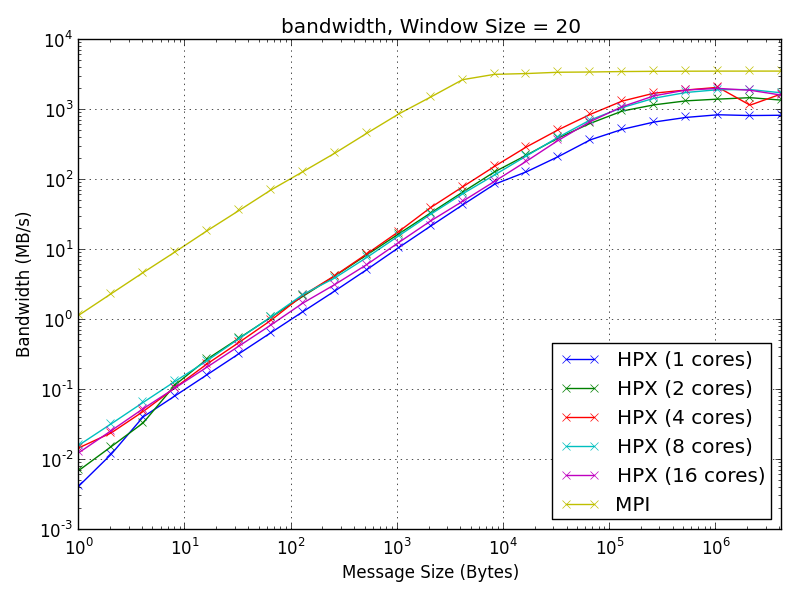 bandwidth, Window Size = 20
10^4
10^3
10^2
10^1
10^0
10^-1
10^-2
10^-3
Bandwidth (MB/s)
HPX (1 cores)
HPX (2 cores)
HPX (4 cores)
HPX (8 cores)
HPX (16 cores)
MPI
10^0 10^1 10^2 10^3 10^4 10^5 10^6
Message Size (Bytes)